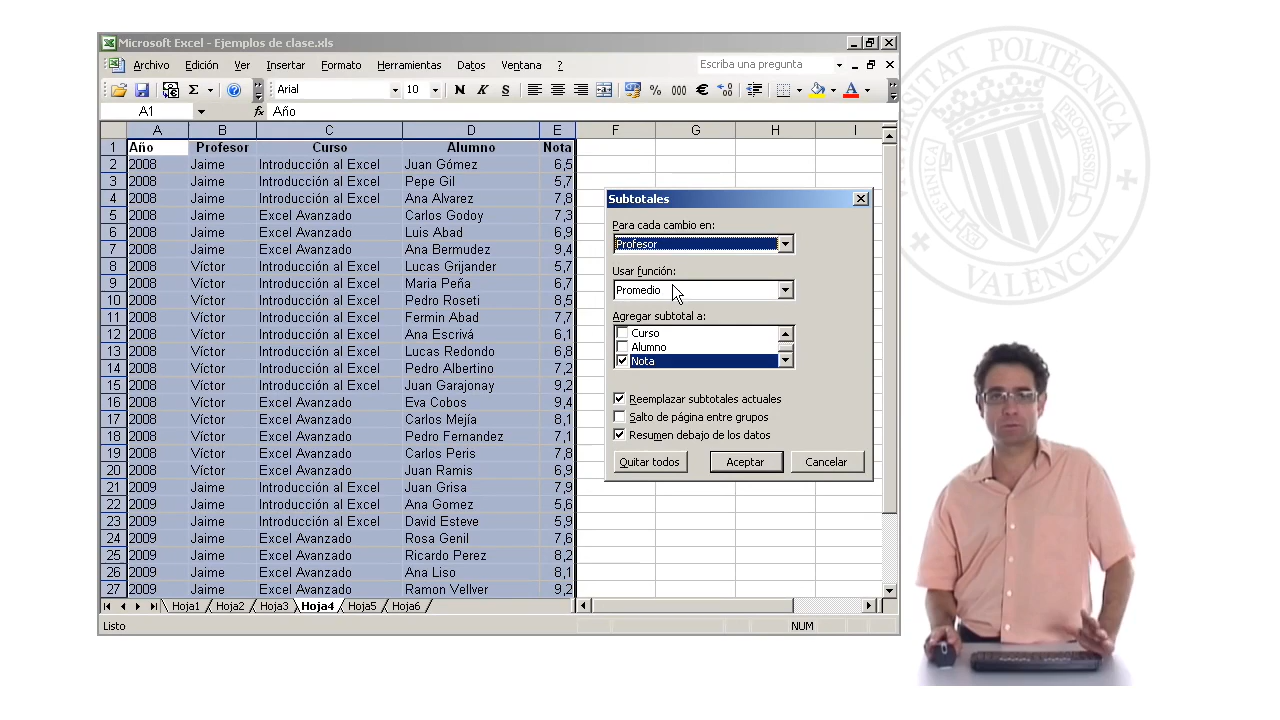 Microsoft Excel - Ejemplos de clase.xls
Archivo Edición Ver Insertar Formato Herramientas Datos Ventana ? Escriba una pregunta
Σ ? Arial 10 N K S % 000 € A
A1 fx Año
A B C D E F G H I
1 Año Profesor Curso Alumno Nota
2 2008 Jaime Introducción al Excel Juan Gómez 6,5
3 2008 Jaime Introducción al Excel Pepe Gil 5,7
4 2008 Jaime Introducción al Excel Ana Alvarez 7,8
5 2008 Jaime Excel Avanzado Carlos Godoy 7,3
6 2008 Jaime Excel Avanzado Luis Abad 6,9
7 2008 Jaime Excel Avanzado Ana Bermudez 9,4
8 2008 Víctor Introducción al Excel Lucas Grijander 5,7
9 2008 Víctor Introducción al Excel Maria Peña 6,7
10 2008 Víctor Introducción al Excel Pedro Roseti 8,5
11 2008 Víctor Introducción al Excel Fermin Abad 7,7
12 2008 Víctor Introducción al Excel Ana Escrivá 6,1
13 2008 Víctor Introducción al Excel Lucas Redondo 6,8
14 2008 Víctor Introducción al Excel Pedro Albertino 7,2
15 2008 Víctor Introducción al Excel Juan Garajonay 9,2
16 2008 Víctor Excel Avanzado Eva Cobos 9,4
17 2008 Víctor Excel Avanzado Carlos Mejía 8,1
18 2008 Víctor Excel Avanzado Pedro Fernandez 7,1
19 2008 Víctor Excel Avanzado Carlos Peris 7,8
20 2008 Víctor Excel Avanzado Juan Ramis 6,9
21 2009 Jaime Introducción al Excel Juan Grisa 7,9
22 2009 Jaime Introducción al Excel Ana Gomez 5,6
23 2009 Jaime Introducción al Excel David Esteve 5,9
24 2009 Jaime Excel Avanzado Rosa Genil 7,6
25 2009 Jaime Excel Avanzado Ricardo Perez 8,2
26 2009 Jaime Excel Avanzado Ana Liso 8,1
27 2009 Jaime Excel Avanzado Ramon Vellver 9,2
Hoja1 Hoja2 Hoja3 Hoja4 Hoja5 Hoja6
Listo NUM
Subtotales
Para cada cambio en:
Profesor
Usar función:
Promedio
Agregar subtotal a:
Curso
Alumno
Nota
Reemplazar subtotales actuales
Salto de página entre grupos
Resumen debajo de los datos
Quitar todos Aceptar Cancelar
POLITÈCNICA
VALÈNCIA